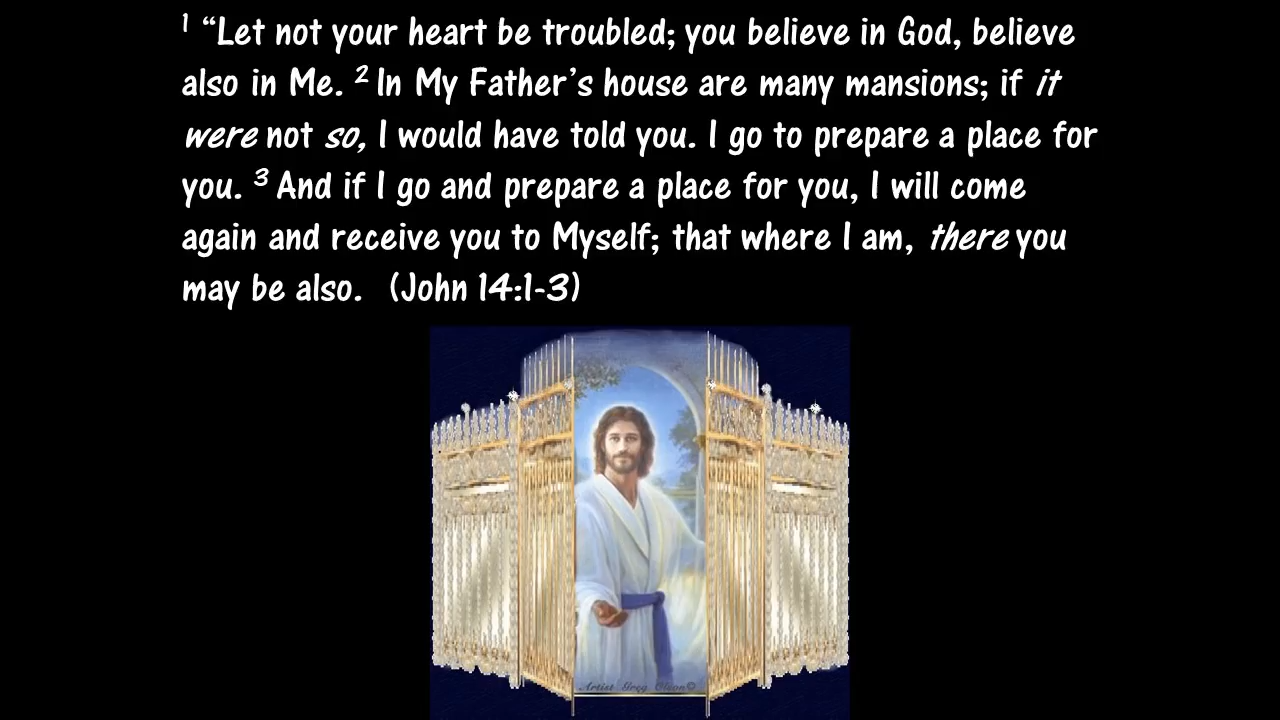 1 “Let not your heart be troubled; you believe in God, believe
also in Me. 2 In My Father’s house are many mansions; if it
were not so, I would have told you. I go to prepare a place for
you. 3 And if I go and prepare a place for you, I will come
again and receive you to Myself; that where I am, there you
may be also. (John 14:1-3)
Artist Greg Olson©